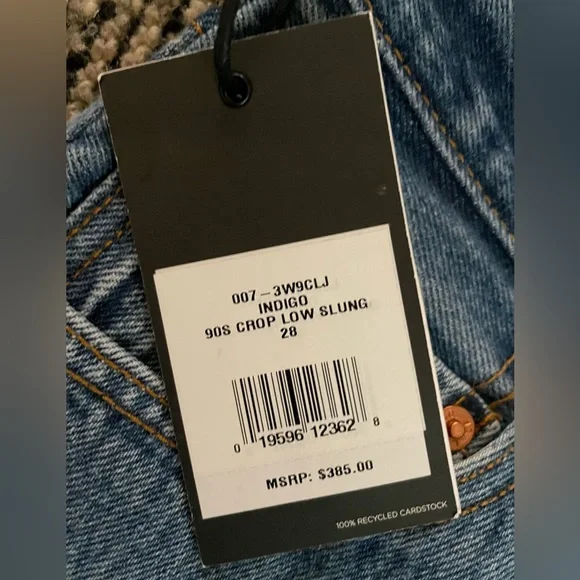 007-3W9CLJ
INDIGO
90S CROP LOW SLUNG
28
0 19596 12362 8
MSRP: $385.00
100% RECYCLED CARDSTOCK